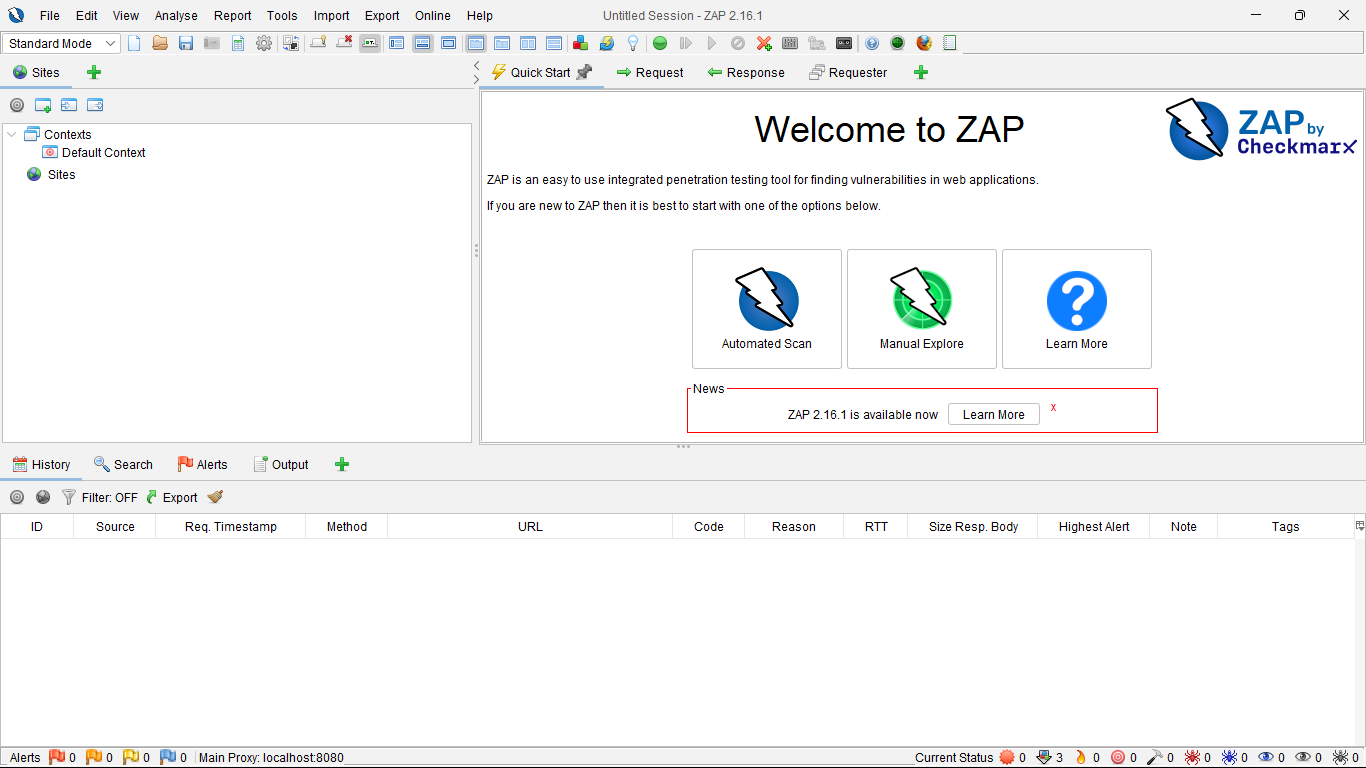 File Edit View Analyse Report Tools Import Export Online Help Untitled Session - ZAP 2.16.1
Standard Mode
Sites Quick Start Request Response Requester
Welcome to ZAP
ZAP by Checkmarx
Contexts
Default Context
Sites
ZAP is an easy to use integrated penetration testing tool for finding vulnerabilities in web applications.
If you are new to ZAP then it is best to start with one of the options below.
Automated Scan Manual Explore Learn More
News
ZAP 2.16.1 is available now Learn More X
History Search Alerts Output
Filter: OFF Export
ID Source Req. Timestamp Method URL Code Reason RTT Size Resp. Body Highest Alert Note Tags
Alerts 0 0 0 0 Main Proxy: localhost:8080 Current Status 0 3 0 0 0 0 0 0 0 0